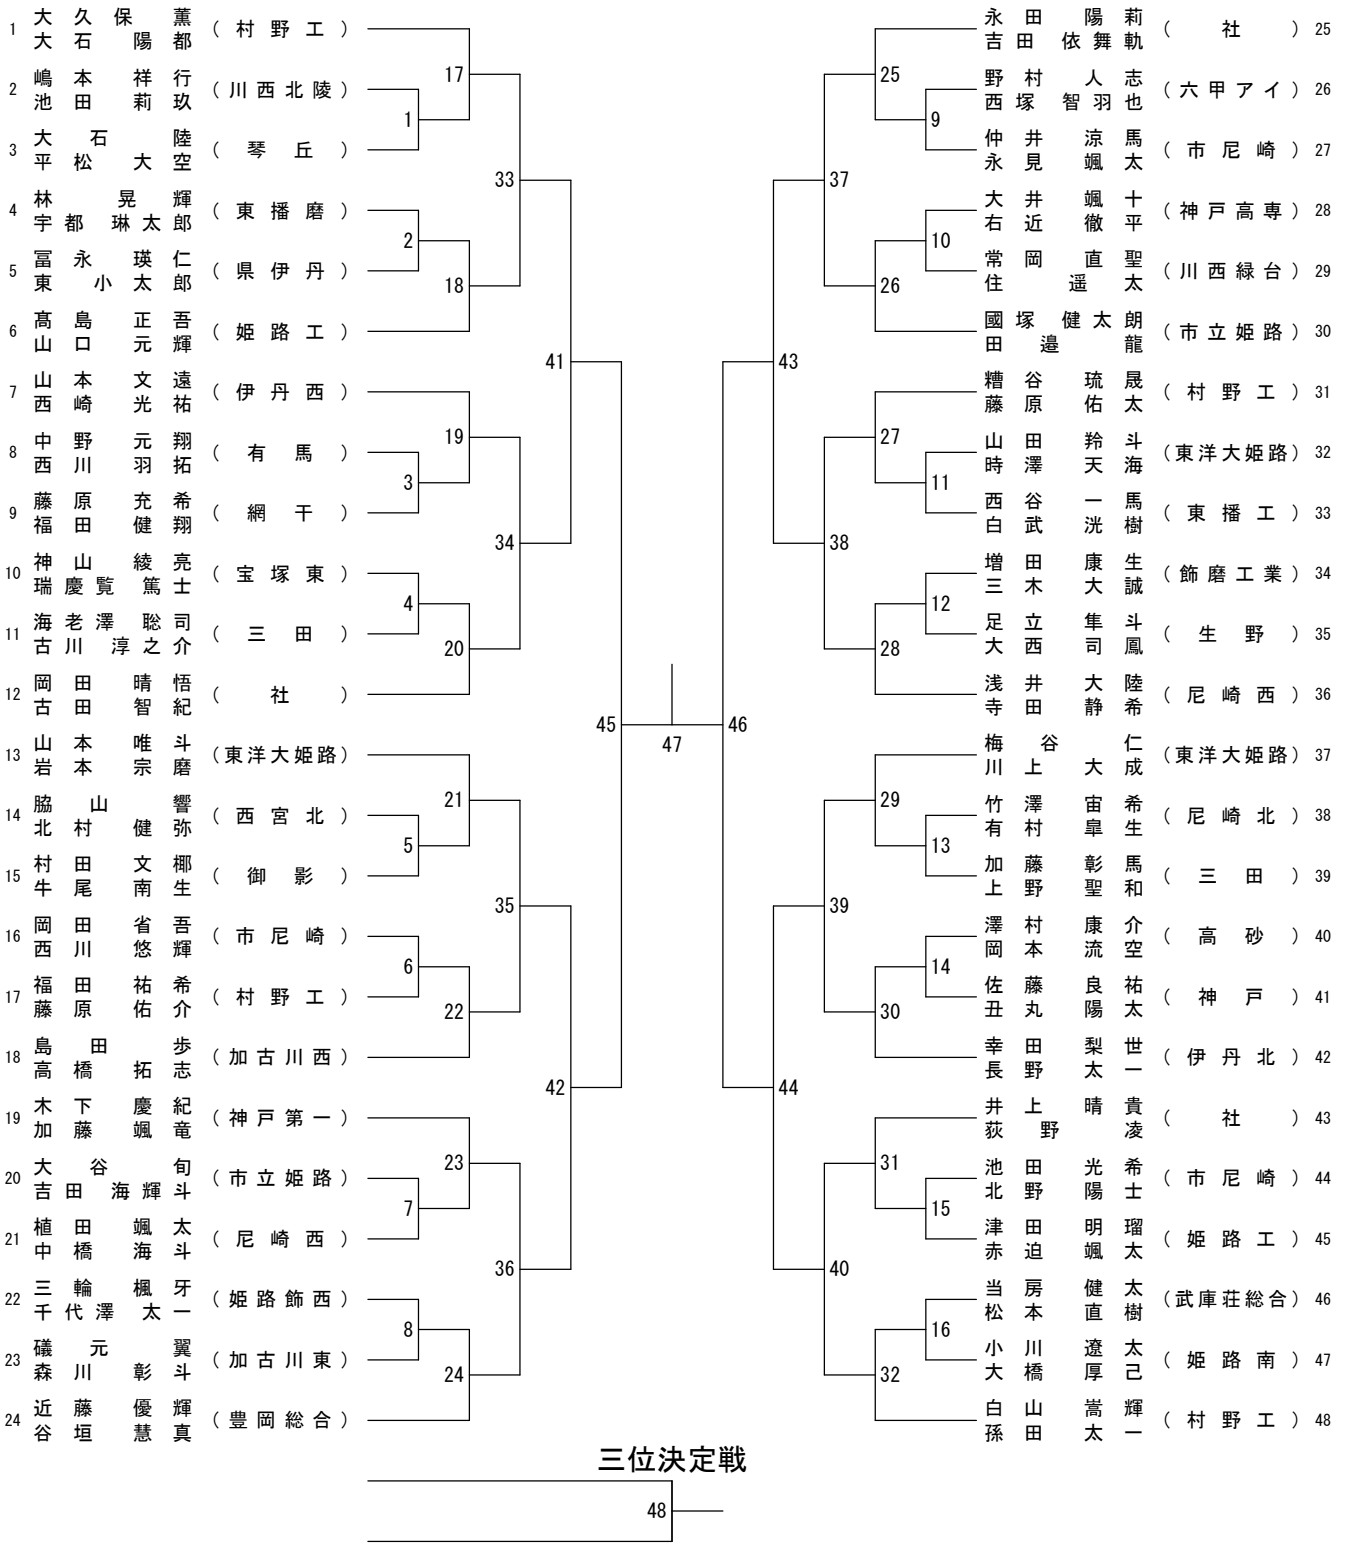 1 大久保 薫 大石 陽都 (村野工)
2 嶋本 祥行 池田 莉玖 (川西北陵)
3 大石 陸 平松 大空 (琴丘)
4 林 晃輝 宇都 琳太郎 (東播磨)
5 冨永 瑛仁 東 小太郎 (県伊丹)
6 髙島 正吾 山口 元輝 (姫路工)
7 山本 文遠 西崎 光祐 (伊丹西)
8 中野 元翔 西川 羽拓 (有馬)
9 藤原 充希 福田 健翔 (網干)
10 神山 綾亮 瑞慶覧 篤士 (宝塚東)
11 海老澤 聡司 古川 淳之介 (三田)
12 岡田 晴悟 古田 智紀 (社)
13 山本 唯斗 岩本 宗磨 (東洋大姫路)
14 脇山 響 北村 健弥 (西宮北)
15 村田 文椰 牛尾 南生 (御影)
16 岡田 省吾 西川 悠輝 (市尼崎)
17 福田 祐希 藤原 佑介 (村野工)
18 島田 歩 高橋 拓志 (加古川西)
19 木下 慶紀 加藤 颯竜 (神戸第一)
20 大谷 旬 吉田 海輝斗 (市立姫路)
21 植田 颯太 中橋 海斗 (尼崎西)
22 三輪 楓牙 千代澤 太一 (姫路飾西)
23 礒元 翼 森川 彰斗 (加古川東)
24 近藤 優輝 谷垣 慧真 (豊岡総合)
1
2
3
4
5
6
7
8
17
18
19
20
21
22
23
24
33
34
35
36
41
42
45
47
46
43
44
37
38
39
40
25
26
27
28
29
30
31
32
9
10
11
12
13
14
15
16
永田 陽莉 吉田 依舞軌 (社) 25
野村 人志 西塚 智羽也 (六甲アイ) 26
仲井 涼馬 永見 颯太 (市尼崎) 27
大井 颯十 右近 徹平 (神戸高専) 28
常岡 直聖 住 遥太 (川西緑台) 29
國塚 健太朗 田邉 龍 (市立姫路) 30
糟谷 琉晟 藤原 佑太 (村野工) 31
山田 羚斗 時澤 天海 (東洋大姫路) 32
西谷 一馬 白武 洸樹 (東播工) 33
増田 康生 三木 大誠 (飾磨工業) 34
足立 隼斗 大西 司鳳 (生野) 35
浅井 大陸 寺田 静希 (尼崎西) 36
梅谷 仁 川上 大成 (東洋大姫路) 37
竹澤 宙希 有村 皐生 (尼崎北) 38
加藤 彰馬 上野 聖和 (三田) 39
澤村 康介 岡本 流空 (高砂) 40
佐藤 良祐 丑丸 陽太 (神戸) 41
幸田 梨世 長野 太一 (伊丹北) 42
井上 晴貴 荻野 凌 (社) 43
池田 光希 北野 陽士 (市尼崎) 44
津田 明瑠 赤迫 颯太 (姫路工) 45
当房 健太 松本 直樹 (武庫荘総合) 46
小川 遼太 大橋 厚己 (姫路南) 47
白山 嵩輝 孫田 太一 (村野工) 48
三位決定戦
48